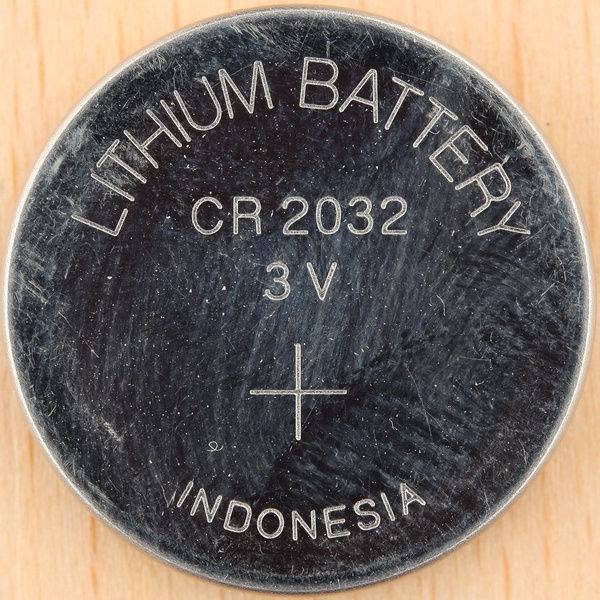 LITHIUM BATTERY
CR 2032
3 V
+
INDONESIA